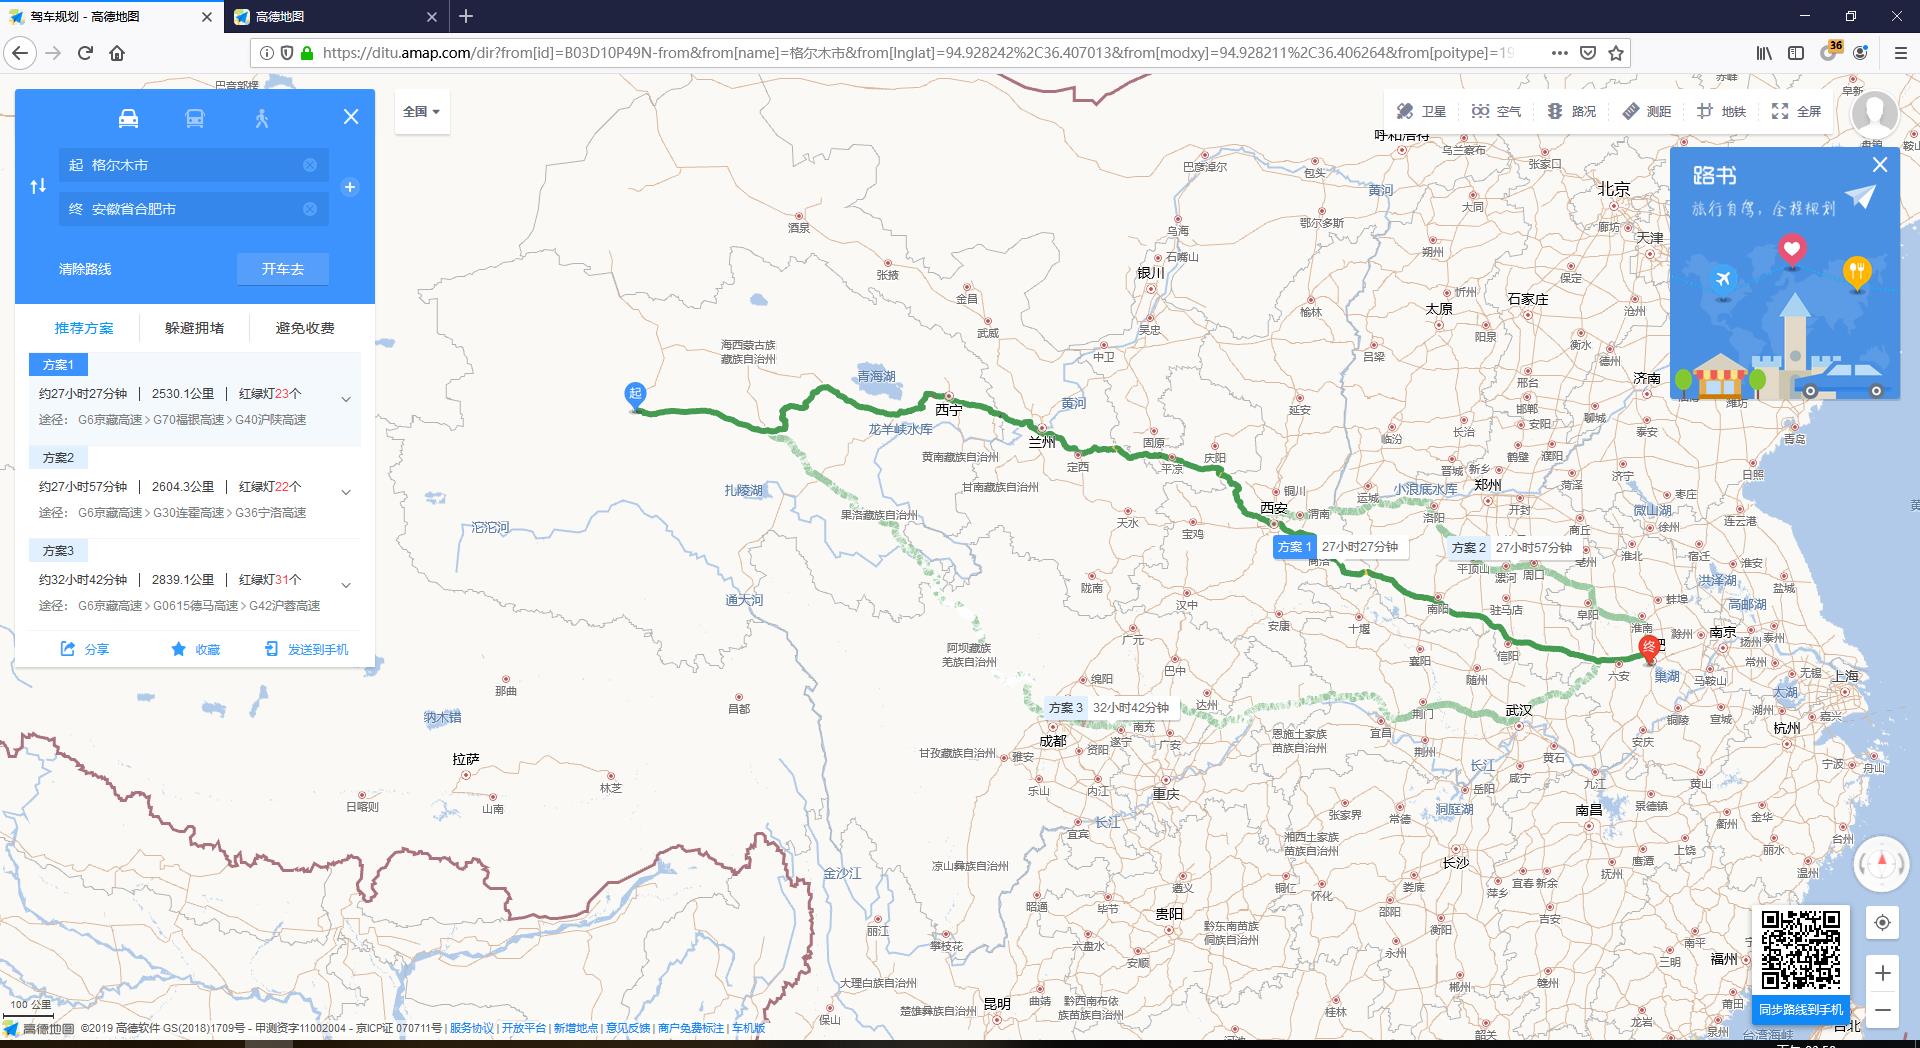 驾车规划 - 高德地图
高德地图
https://ditu.amap.com/dir?from[id]=B03D10P49N-from&from[name]=格尔木市&from[lnglat]=94.928242%2C36.407013&from[modxy]=94.928211%2C36.406264&from[poitype]=19
36
起 格尔木市
终 安徽省合肥市
清除路线
开车去
推荐方案 躲避拥堵 避免收费
方案1
约27小时27分钟 | 2530.1公里 | 红绿灯23个
途径： G6京藏高速 > G70福银高速 > G40沪陕高速
方案2
约27小时57分钟 | 2604.3公里 | 红绿灯22个
途径： G6京藏高速 > G30连霍高速 > G36宁洛高速
方案3
约32小时42分钟 | 2839.1公里 | 红绿灯31个
途径： G6京藏高速 > G0615德马高速 > G42沪蓉高速
分享 收藏 发送到手机
全国
卫星 空气 路况 测距 地铁 全屏
路书
旅行自驾，全程规划
赤峰
阜新
呼和浩特
乌兰察布
张家口
巴彦淖尔
包头
黄河
北京
大同
廊坊
天津
酒泉
鄂尔多斯
乌海
朔州
石嘴山
张掖
银川
保定
忻州
石家庄
金昌
太原
榆林
沧州
武威
吴忠
阳泉
海西蒙古族
藏族自治州
中卫
吕梁
衡水
德州
青海湖
邢台
济南
起
西宁
黄河
延安
邯郸
聊城
潍坊
龙羊峡水库
兰州
固原
临汾
长治
安阳
泰安
青岛
黄南藏族自治州
定西
平凉
庆阳
晋城
新乡
鹤壁
濮阳
日照
甘南藏族自治州
扎陵湖
铜川
运城
小浪底水库
郑州
菏泽
济宁
枣庄
果洛藏族自治州
西安
渭南
洛阳
开封
微山湖
徐州
连云港
沱沱河
天水
宝鸡
商丘
方案 1 27小时27分钟
方案 2 27小时57分钟
淮北
宿迁
商洛
平顶山
漯河
周口
亳州
淮安
陇南
洪泽湖
盐城
通天河
汉中
南阳
驻马店
阜阳
蚌埠
高邮湖
安康
十堰
淮南
滁州
南京
扬州
泰州
广元
终
肥
阿坝藏族
羌族自治州
襄阳
信阳
六安
巢湖
马鞍山
常州
无锡
上海
巴中
绵阳
随州
太湖
那曲
昌都
方案 3 32小时42分钟
达州
荆门
武汉
铜陵
宣城
湖州
嘉兴
纳木错
南充
成都
遂宁
广安
资阳
恩施土家族
苗族自治州
宜昌
荆州
安庆
杭州
甘孜藏族自治州
雅安
黄石
宁波
舟山
拉萨
长江
咸宁
九江
黄山
林芝
乐山
内江
重庆
岳阳
日喀则
山南
张家界
常德
洞庭湖
南昌
景德镇
衢州
金华
宜宾
长江
台州
湘西土家族
苗族自治州
长沙
鹰潭
上饶
丽水
凉山彝族自治州
金沙江
抚州
温州
遵义
铜仁
怀化
娄底
萍乡
宜春
新余
昭通
毕节
贵阳
邵阳
衡阳
吉安
丽江
攀枝花
六盘水
黔东南苗族
侗族自治州
永州
南平
安顺
三明
福州
大理白族自治州
郴州
赣州
昆明
曲靖
黔西南布依
族苗族自治州
莆田
楚雄彝族自治州
保山
桂林
韶关
龙岩
泉州
台湾海峡
台北
同步路线到手机
100 公里
高德地图 ©2019 高德软件 GS(2018)1709号 - 甲测资字11002004 - 京ICP证 070711号 | 服务协议 | 开放平台 | 新增地点 | 意见反馈 | 商户免费标注 | 车机版